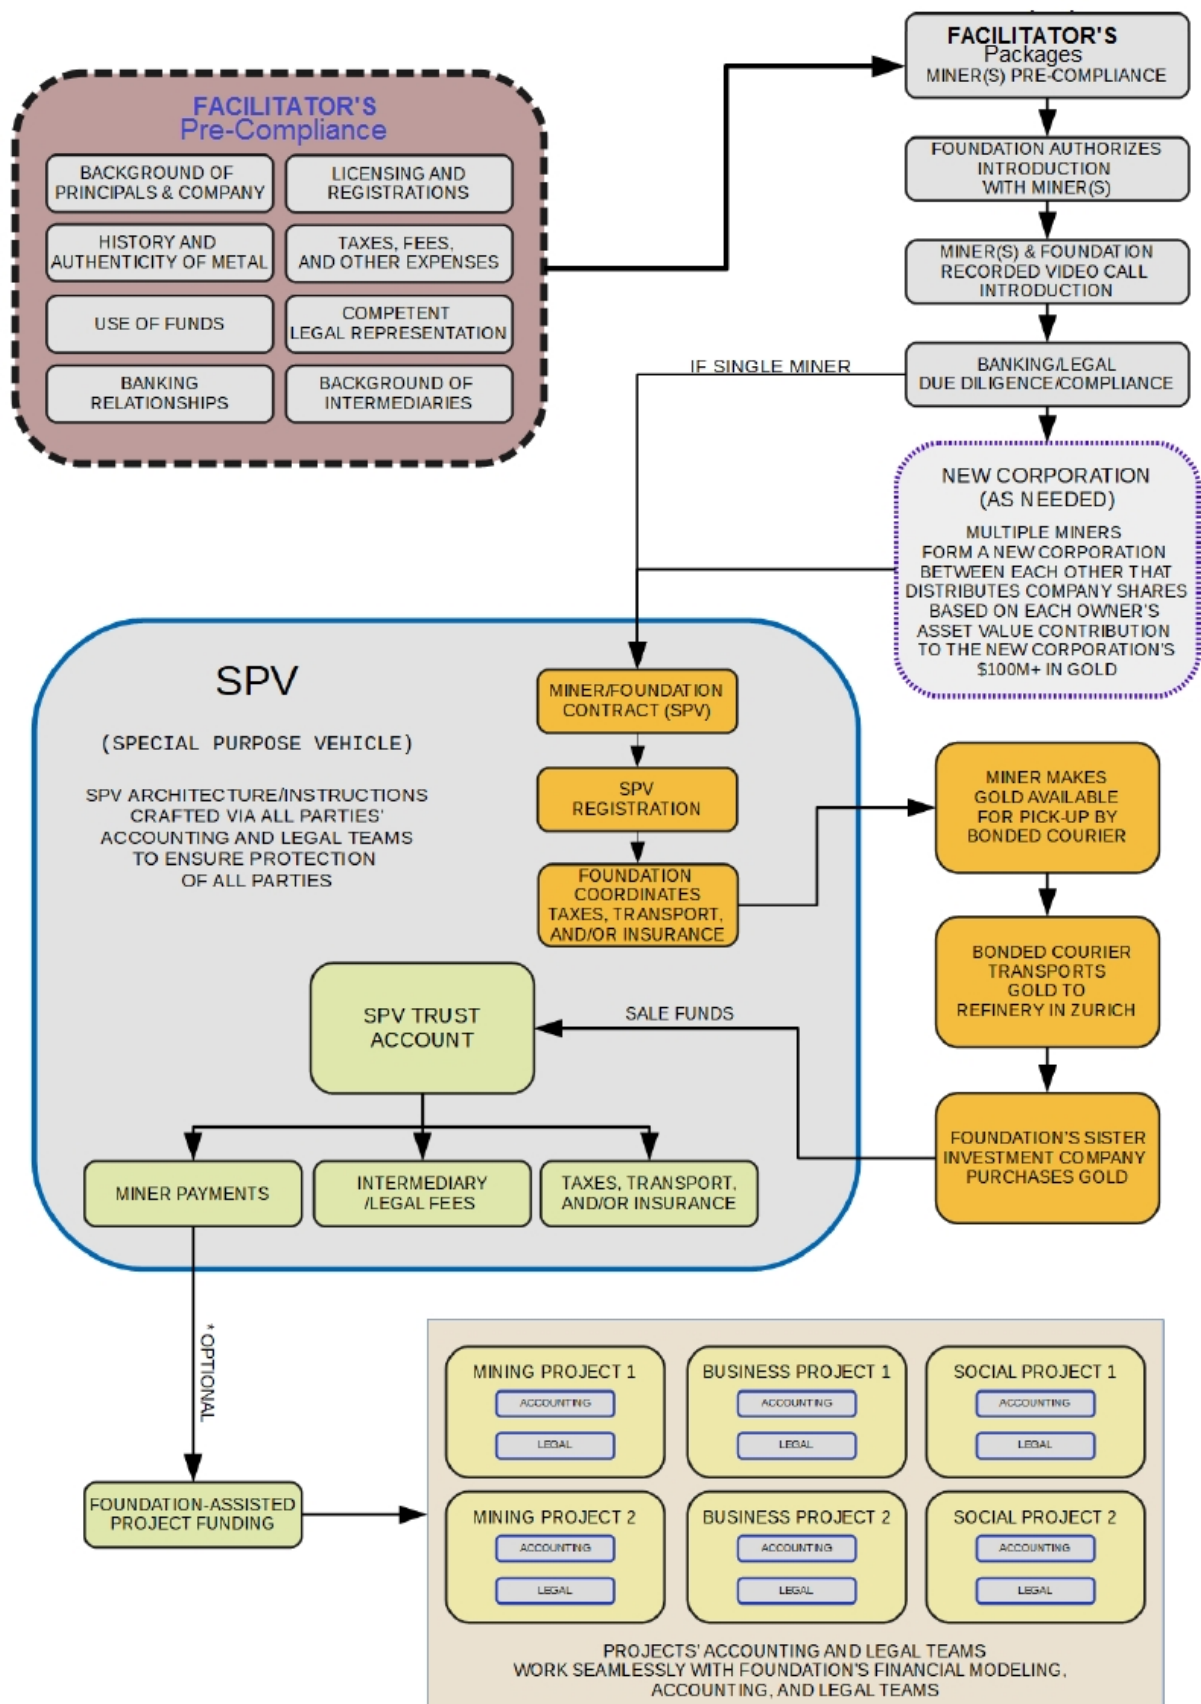 FACILITATOR'S
Pre-Compliance
BACKGROUND OF
PRINCIPALS & COMPANY
LICENSING AND
REGISTRATIONS
HISTORY AND
AUTHENTICITY OF METAL
TAXES, FEES,
AND OTHER EXPENSES
USE OF FUNDS
COMPETENT
LEGAL REPRESENTATION
BANKING
RELATIONSHIPS
BACKGROUND OF
INTERMEDIARIES
FACILITATOR'S
Packages
MINER(S) PRE-COMPLIANCE
FOUNDATION AUTHORIZES
INTRODUCTION
WITH MINER(S)
MINER(S) & FOUNDATION
RECORDED VIDEO CALL
INTRODUCTION
BANKING/LEGAL
DUE DILIGENCE/COMPLIANCE
IF SINGLE MINER
NEW CORPORATION
(AS NEEDED)
MULTIPLE MINERS
FORM A NEW CORPORATION
BETWEEN EACH OTHER THAT
DISTRIBUTES COMPANY SHARES
BASED ON EACH OWNER'S
ASSET VALUE CONTRIBUTION
TO THE NEW CORPORATION'S
$100M+ IN GOLD
SPV
(SPECIAL PURPOSE VEHICLE)
SPV ARCHITECTURE/INSTRUCTIONS
CRAFTED VIA ALL PARTIES'
ACCOUNTING AND LEGAL TEAMS
TO ENSURE PROTECTION
OF ALL PARTIES
MINER/FOUNDATION
CONTRACT (SPV)
SPV
REGISTRATION
FOUNDATION
COORDINATES
TAXES, TRANSPORT,
AND/OR INSURANCE
MINER MAKES
GOLD AVAILABLE
FOR PICK-UP BY
BONDED COURIER
BONDED COURIER
TRANSPORTS
GOLD TO
REFINERY IN ZURICH
FOUNDATION'S SISTER
INVESTMENT COMPANY
PURCHASES GOLD
SALE FUNDS
SPV TRUST
ACCOUNT
MINER PAYMENTS
INTERMEDIARY
/LEGAL FEES
TAXES, TRANSPORT,
AND/OR INSURANCE
*OPTIONAL
FOUNDATION-ASSISTED
PROJECT FUNDING
MINING PROJECT 1
ACCOUNTING
LEGAL
BUSINESS PROJECT 1
ACCOUNTING
LEGAL
SOCIAL PROJECT 1
ACCOUNTING
LEGAL
MINING PROJECT 2
ACCOUNTING
LEGAL
BUSINESS PROJECT 2
ACCOUNTING
LEGAL
SOCIAL PROJECT 2
ACCOUNTING
LEGAL
PROJECTS' ACCOUNTING AND LEGAL TEAMS
WORK SEAMLESSLY WITH FOUNDATION'S FINANCIAL MODELING,
ACCOUNTING, AND LEGAL TEAMS